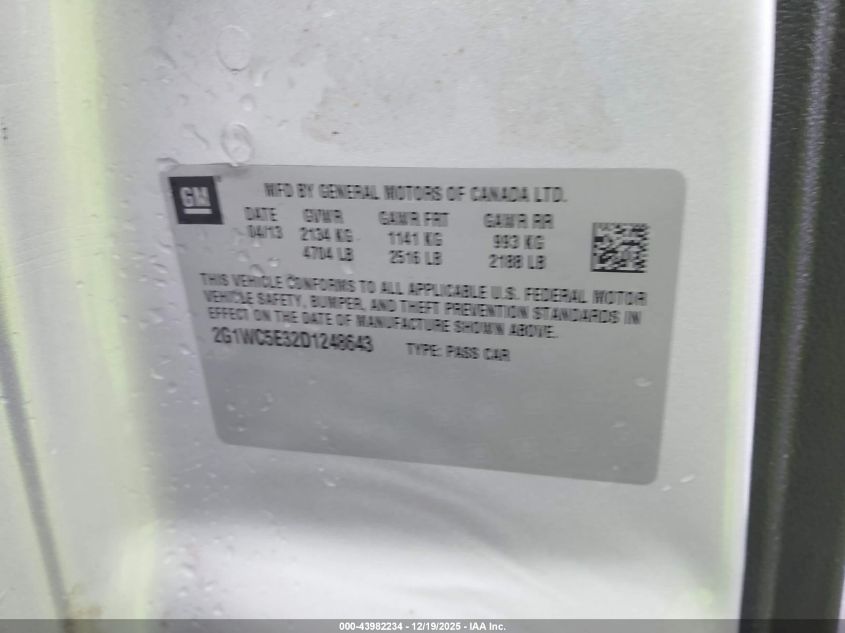 GM
MFD BY GENERAL MOTORS OF CANADA LTD.
DATE GVWR GAWR FRT GAWR RR
04/13 2134 KG 1141 KG 993 KG
4704 LB 2516 LB 2188 LB
THIS VEHICLE CONFORMS TO ALL APPLICABLE U.S. FEDERAL MOTOR
VEHICLE SAFETY, BUMPER, AND THEFT PREVENTION STANDARDS IN
EFFECT ON THE DATE OF MANUFACTURE SHOWN ABOVE.
2G1WC5E32D1248643 TYPE: PASS CAR
000-43982234 - 12/19/2025 - IAA Inc.